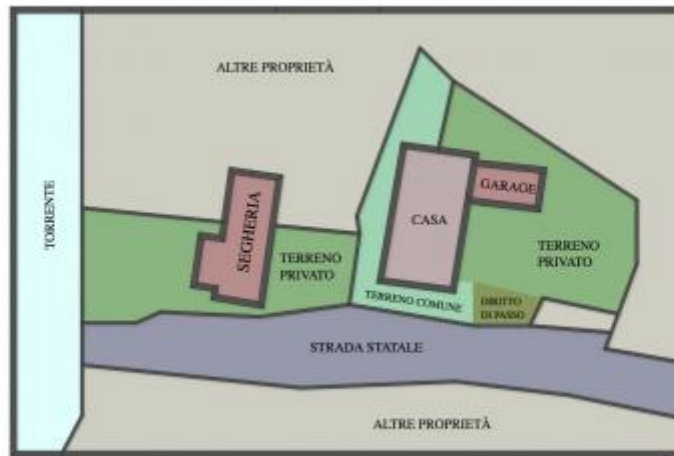 ALTRE PROPRIETÀ
TORRENTE
SEGHERIA
TERRENO
PRIVATO
CASA
GARAGE
TERRENO
PRIVATO
TERRENO COMUNE
DIRITTO
DI PASSO
STRADA STATALE
ALTRE PROPRIETÀ